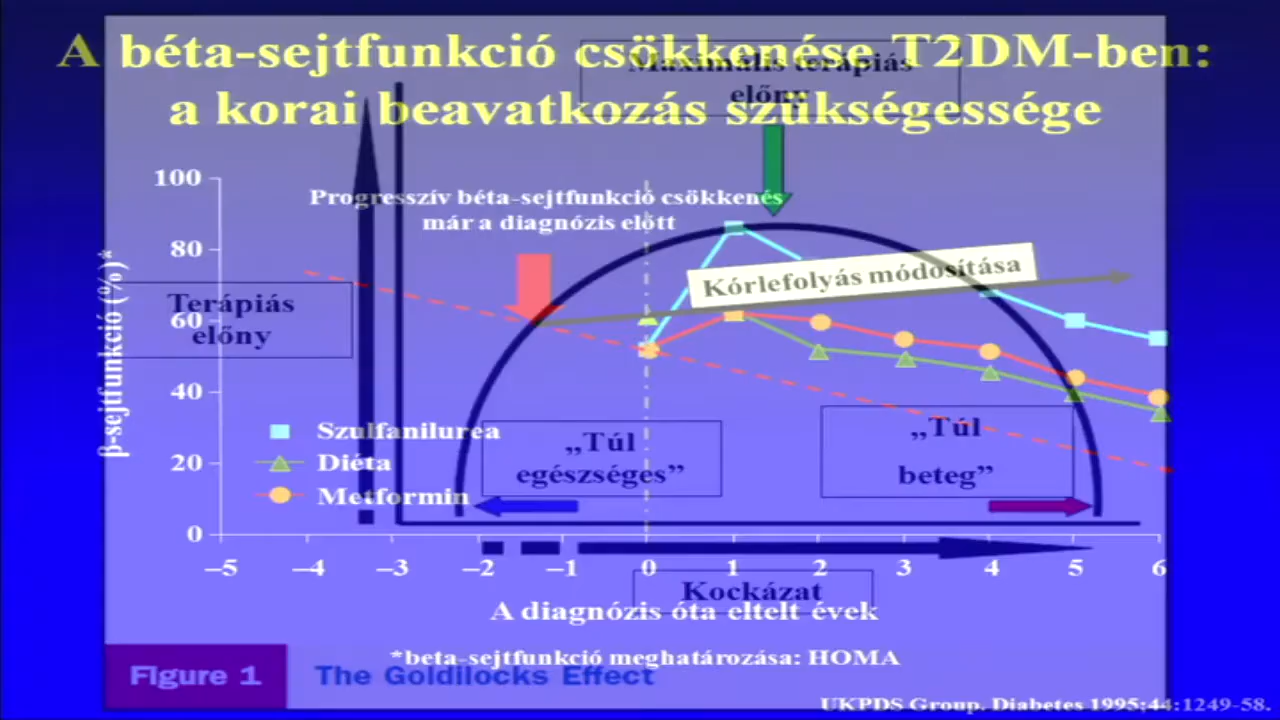 A béta-sejtfunkció csökkenése T2DM-ben:
a korai beavatkozás szükségessége
Maximális terápiás
előny
100
80
60
40
20
0
β-sejtfunkció (%)*
Progresszív béta-sejtfunkció csökkenés
már a diagnózis előtt
Kórlefolyás módosítása
Terápiás
előny
Szulfanilurea
Diéta
Metformin
„Túl
egészséges”
„Túl
beteg”
–5 –4 –3 –2 –1 0 1 2 3 4 5 6
Kockázat
A diagnózis óta eltelt évek
*beta-sejtfunkció meghatározása: HOMA
Figure 1 The Goldilocks Effect
UKPDS Group. Diabetes 1995;44:1249-58.